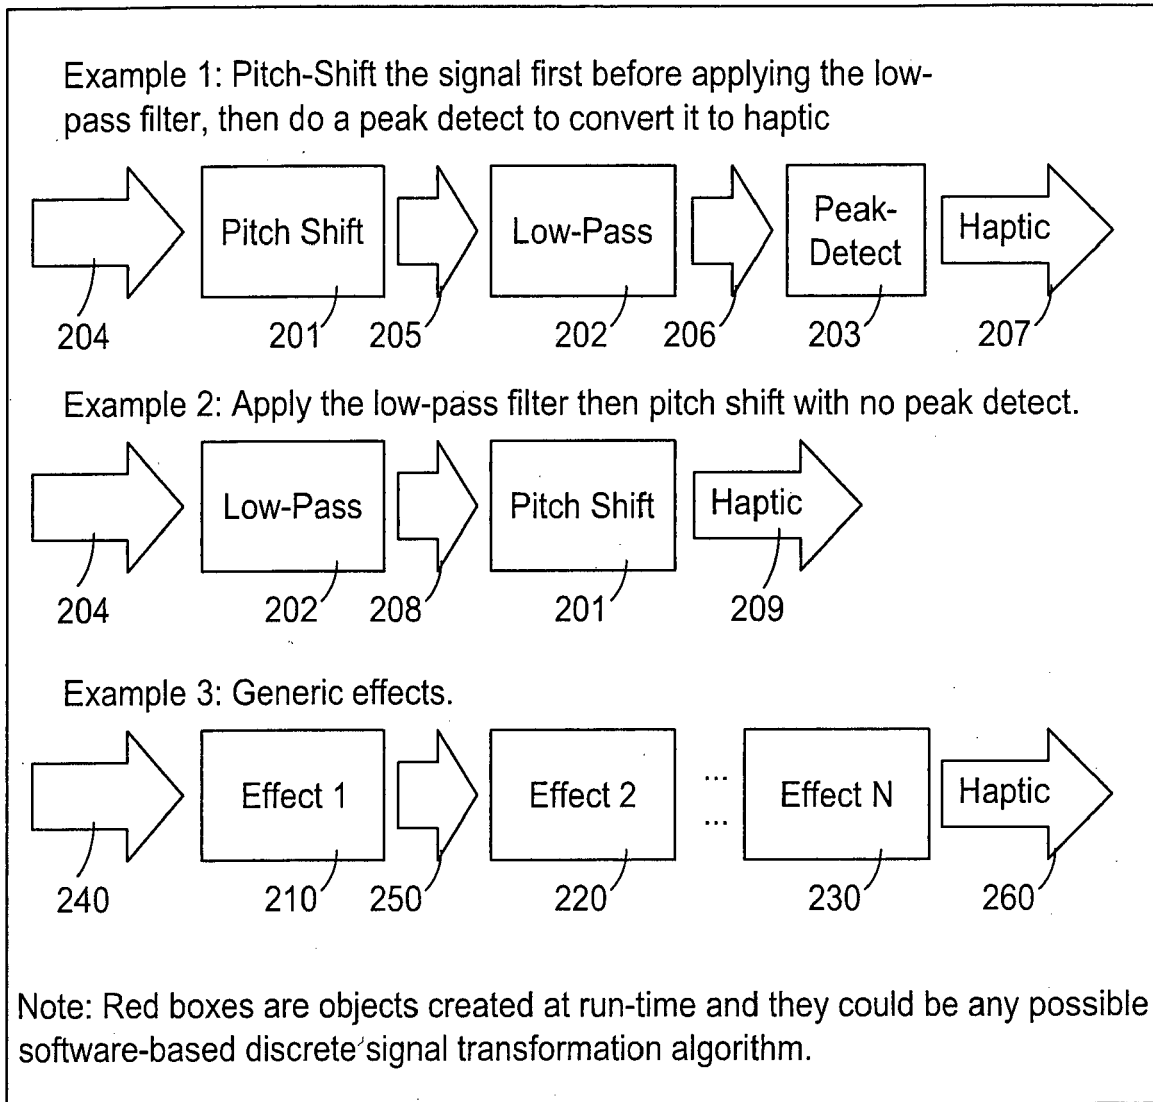 Example 1: Pitch-Shift the signal first before applying the low-
pass filter, then do a peak detect to convert it to haptic
Pitch Shift
Low-Pass
Peak-
Detect
Haptic
204
201
205
202
206
203
207
Example 2: Apply the low-pass filter then pitch shift with no peak detect.
Low-Pass
Pitch Shift
Haptic
204
202
208
201
209
Example 3: Generic effects.
Effect 1
Effect 2
...
...
Effect N
Haptic
240
210
250
220
230
260
Note: Red boxes are objects created at run-time and they could be any possible
software-based discrete signal transformation algorithm.